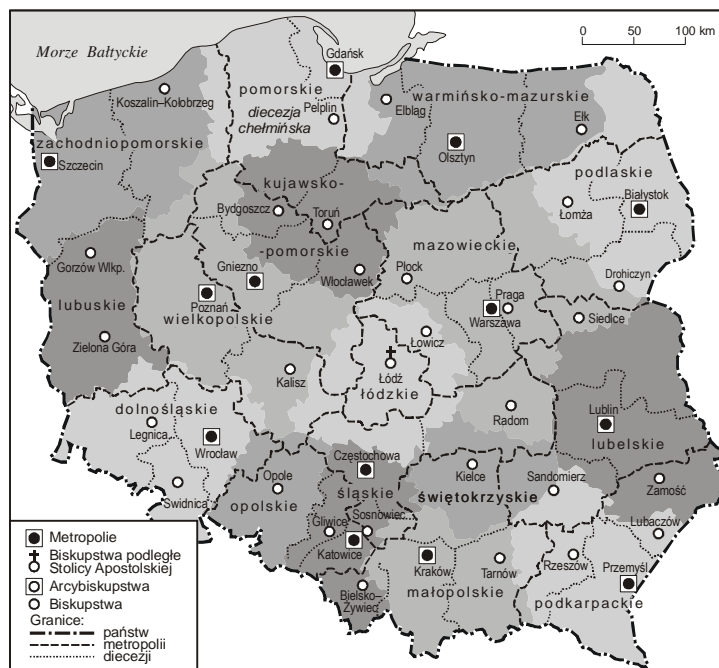 Morze Bałtyckie
0 50 100 km
Gdańsk
Koszalin–Kołobrzeg
pomorskie
diecezja
chełmińska
Pelplin
Elbląg
warmińsko-mazurskie
Ełk
zachodniopomorskie
Szczecin
Olsztyn
podlaskie
kujawsko-
Bydgoszcz
Toruń
Łomża
Białystok
-pomorskie
mazowieckie
Gorzów Wlkp.
Gniezno
Włocławek
Płock
Drohiczyn
lubuskie
Poznań
wielkopolskie
Praga
Warszawa
Siedlce
Zielona Góra
Łowicz
Kalisz
Łódź
łódzkie
Radom
dolnośląskie
Legnica
Wrocław
Lublin
lubelskie
Częstochowa
Opole
Kielce
Sandomierz
Zamość
Świdnica
opolskie
śląskie
świętokrzyskie
Gliwice
Sosnowiec
Lubaczów
Katowice
Kraków
Tarnów
Rzeszów
Przemyśl
Bielsko–
Żywiec
małopolskie
podkarpackie
Metropolie
Biskupstwa podległe
Stolicy Apostolskiej
Arcybiskupstwa
Biskupstwa
Granice:
państw
metropolii
diecezji